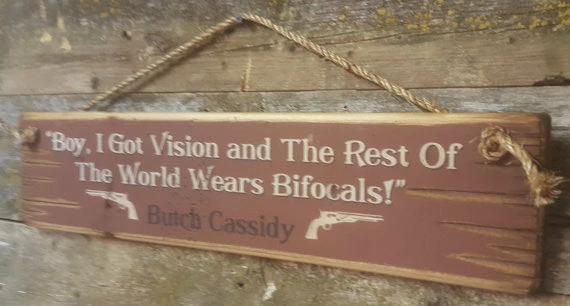 "Boy, I Got Vision and The Rest Of
The World Wears Bifocals!"
Butch Cassidy